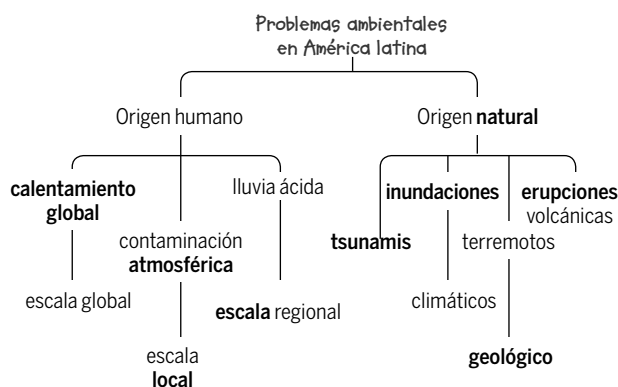 Problemas ambientales
en América latina
Origen humano
Origen natural
calentamiento
global
lluvia ácida
inundaciones
erupciones
volcánicas
contaminación
atmosférica
tsunamis
terremotos
escala global
escala regional
climáticos
escala
local
geológico